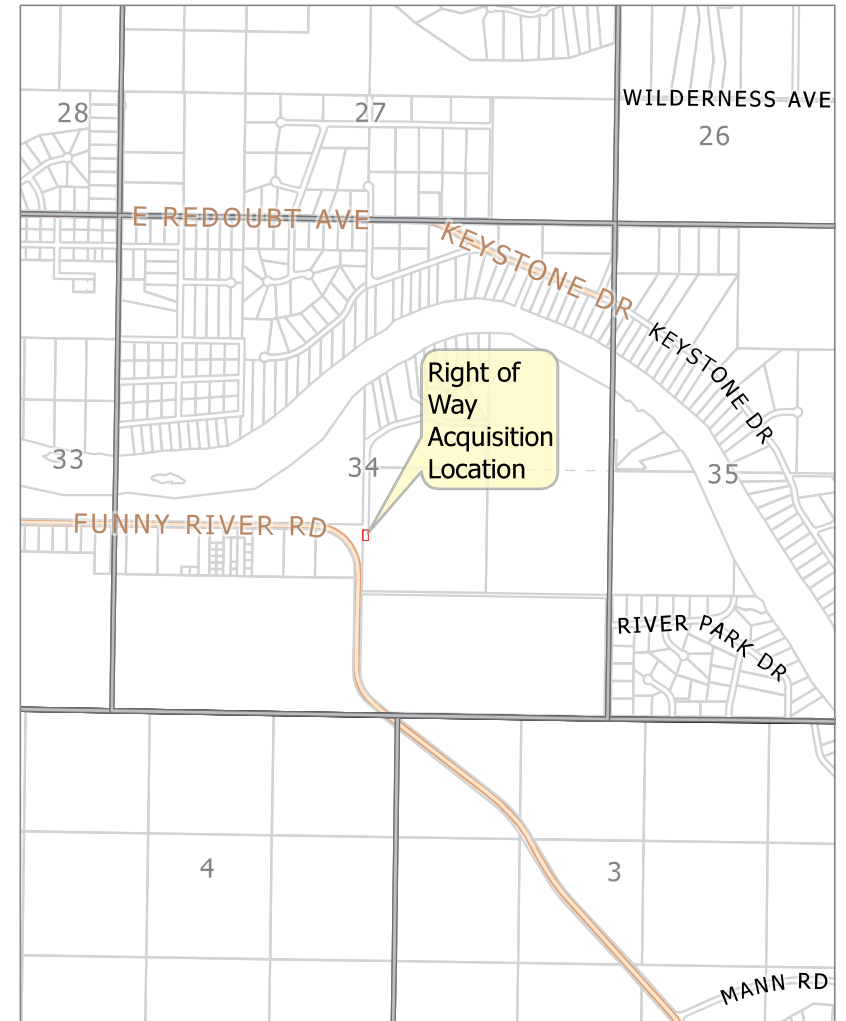 WILDERNESS AVE
28
27
26
E REDOUBT AVE
KEYSTONE DR
KEYSTONE DR
Right of
Way
Acquisition
Location
33
34
35
FUNNY RIVER RD
RIVER PARK DR
4
3
MANN RD